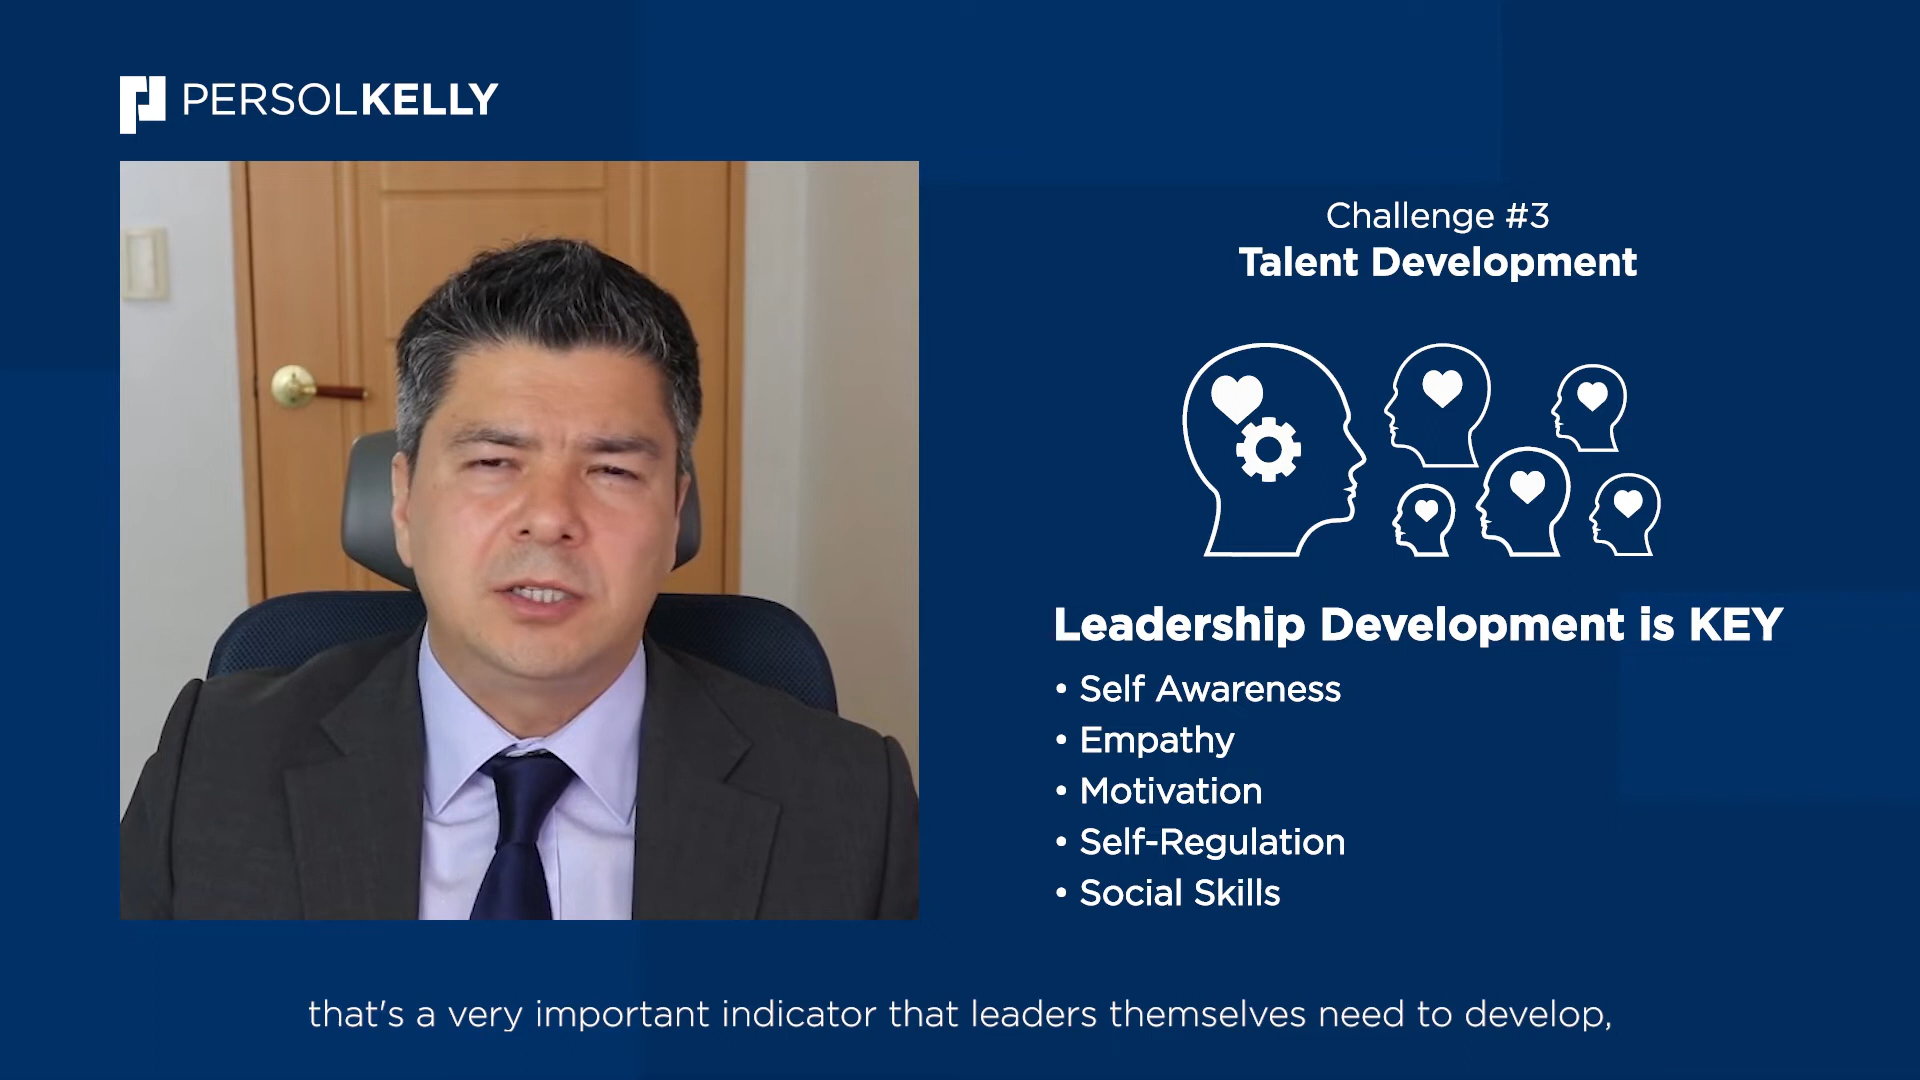 PERSOLKELLY
Challenge #3
Talent Development
Leadership Development is KEY
• Self Awareness
• Empathy
• Motivation
• Self-Regulation
• Social Skills
that's a very important indicator that leaders themselves need to develop,